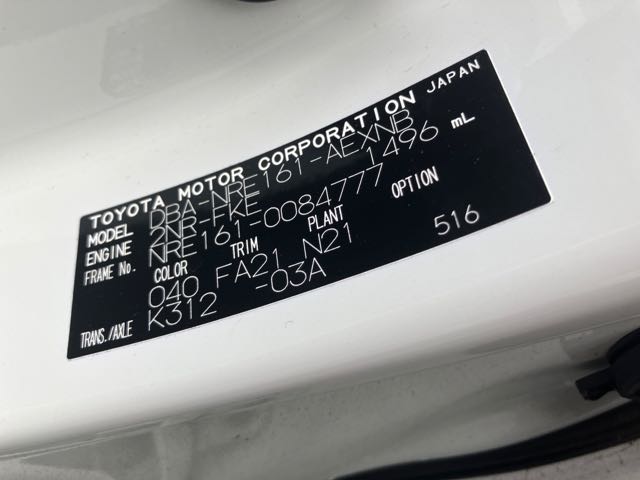 TOYOTA MOTOR CORPORATION JAPAN
MODEL DBA-NRE161-AEXNB
ENGINE 2NR-FKE 1496 mL
FRAME No. NRE161-0084777
COLOR TRIM PLANT OPTION
040 FA21 N21 516
TRANS./AXLE K312 -03A